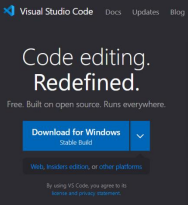 Visual Studio Code Docs Updates Blog
Code editing.
Redefined.
Free. Built on open source. Runs everywhere.
Download for Windows
Stable Build
Web, Insiders edition, or other platforms
By using VS Code, you agree to its
license and privacy statement.